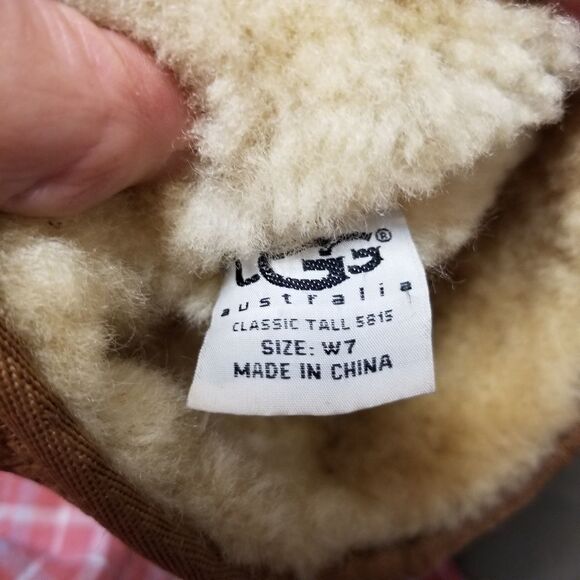 UGG®
australia
CLASSIC TALL 5815
SIZE: W7
MADE IN CHINA